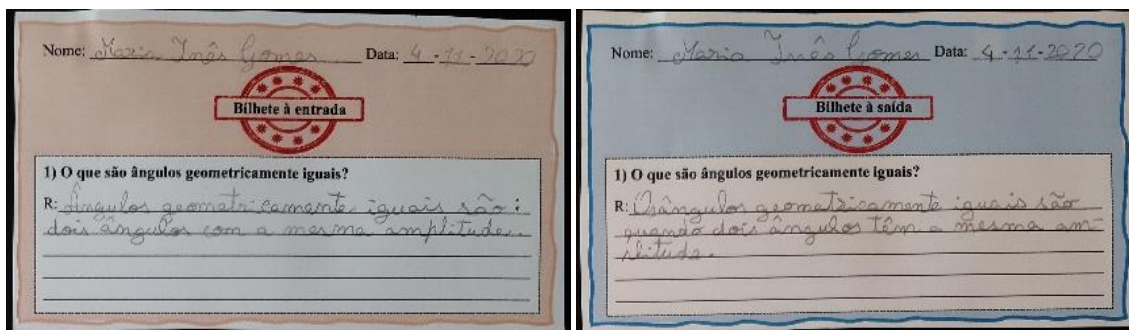 Nome: Maria Inês Gomes Data: 4-11-2020
Bilhete à entrada
1) O que são ângulos geometricamente iguais?
R: Ângulos geometricamente iguais são:
dois ângulos com a mesma amplitude.
Nome: Maria Inês Gomes Data: 4-11-2020
Bilhete à saída
1) O que são ângulos geometricamente iguais?
R: Os ângulos geometricamente iguais são
quando dois ângulos têm a mesma am-
plitude.